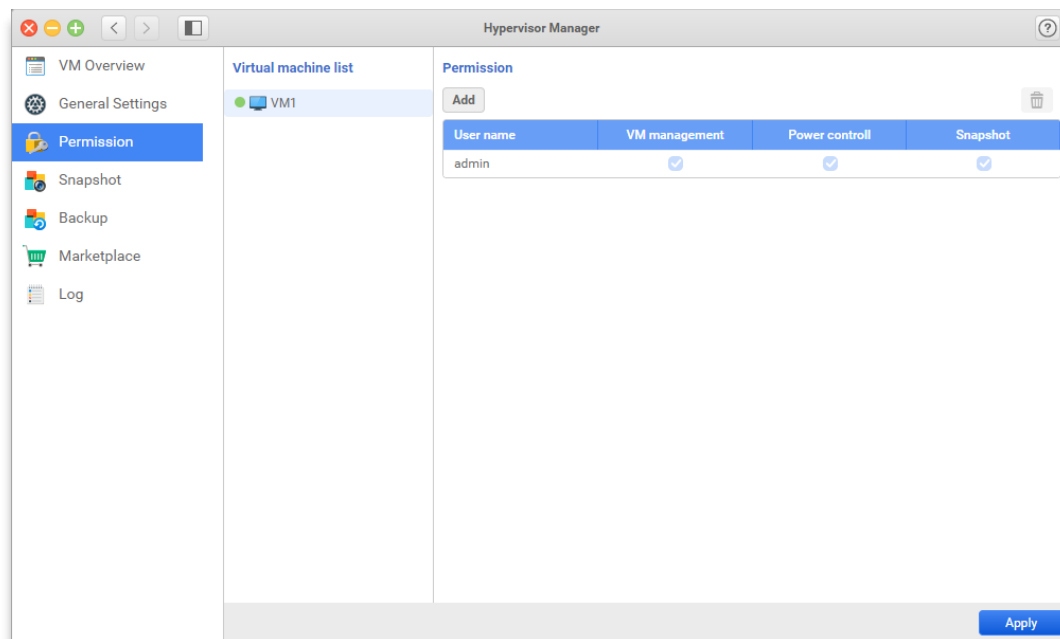 Hypervisor Manager
?
VM Overview
General Settings
Permission
Snapshot
Backup
Marketplace
Log
Virtual machine list
VM1
Permission
Add
User name VM management Power controll Snapshot
admin
Apply